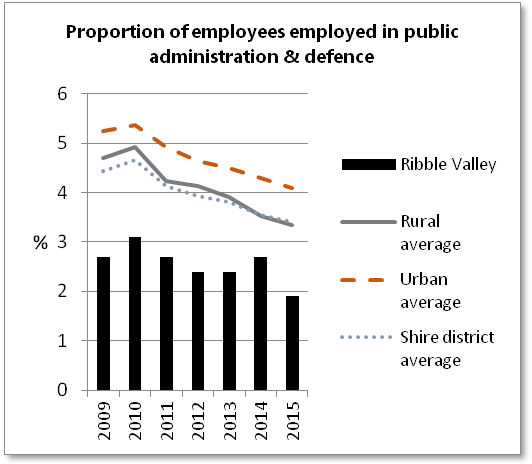 Proportion of employees employed in public
administration & defence
6
5
4
3
2
1
0
%
2009
2010
2011
2012
2013
2014
2015
Ribble Valley
Rural
average
Urban
average
Shire district
average